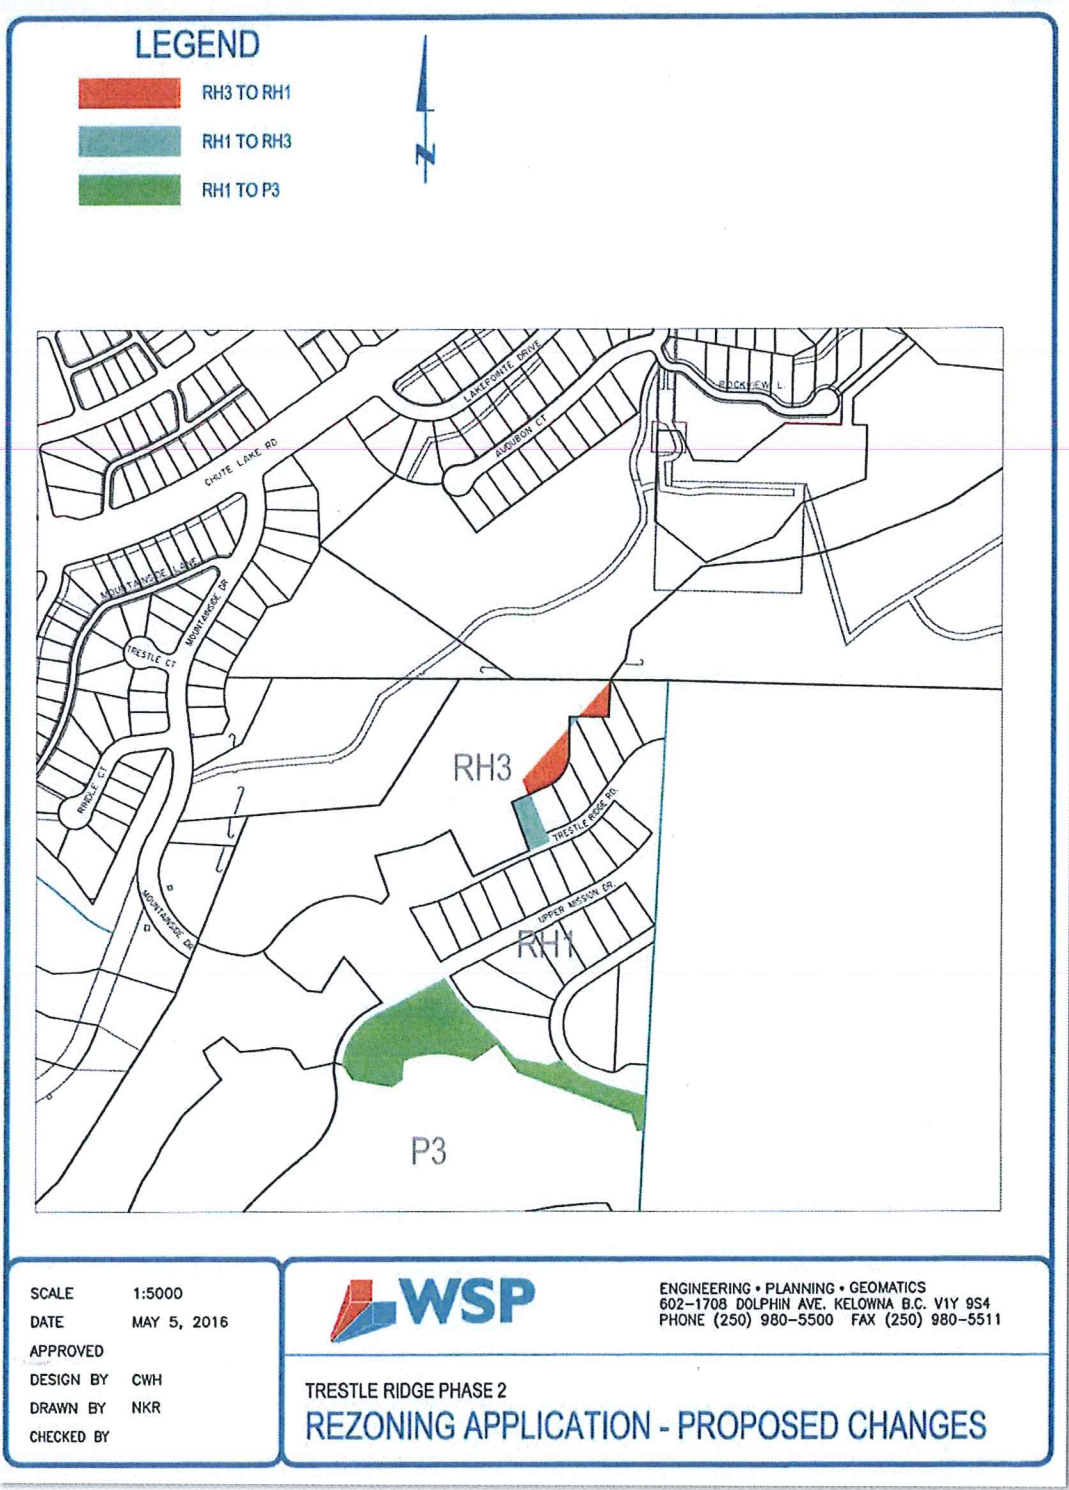 LEGEND
RH3 TO RH1
RH1 TO RH3
RH1 TO P3
N
LAKEPOINTE DRIVE
ROCKVIEW L.
AUDUBON CT
CHUTE LAKE RD
MOUNTAINSIDE LANE
MOUNTAINSIDE DR
TRESTLE CT
RINDLE CT
MOUNTAINSIDE DR
RH3
TRESTLE RIDGE RD.
UPPER MISSION DR.
RH1
P3
SCALE 1:5000
DATE MAY 5, 2016
APPROVED
DESIGN BY CWH
DRAWN BY NKR
CHECKED BY
WSP
ENGINEERING • PLANNING • GEOMATICS
602-1708 DOLPHIN AVE. KELOWNA B.C. V1Y 9S4
PHONE (250) 980-5500 FAX (250) 980-5511
TRESTLE RIDGE PHASE 2
REZONING APPLICATION - PROPOSED CHANGES